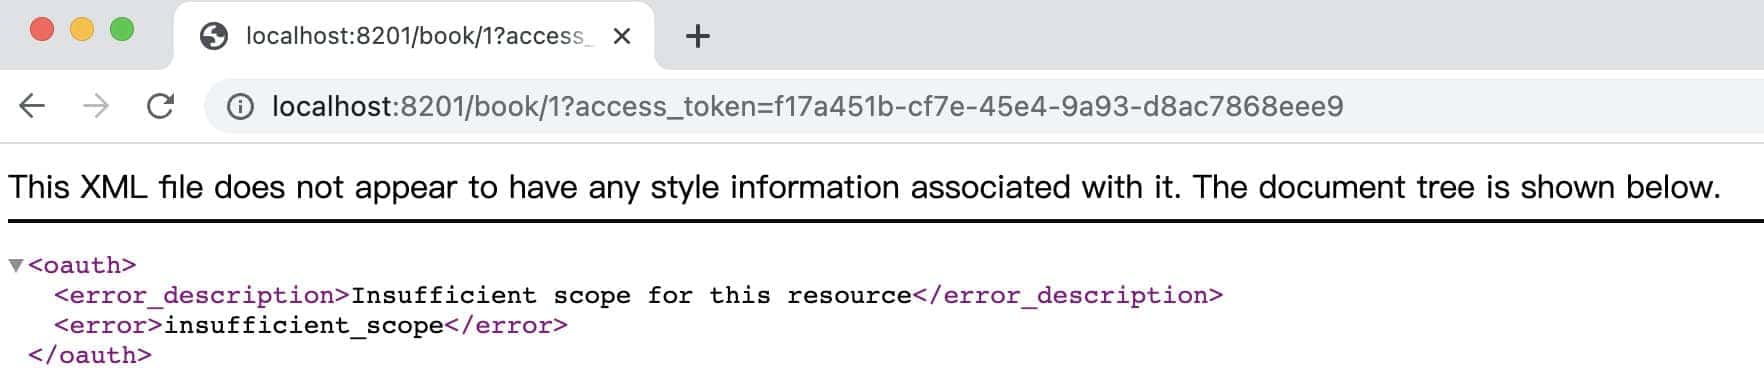 localhost:8201/book/1?access_
localhost:8201/book/1?access_token=f17a451b-cf7e-45e4-9a93-d8ac7868eee9
This XML file does not appear to have any style information associated with it. The document tree is shown below.
<oauth>
<error_description>Insufficient scope for this resource</error_description>
<error>insufficient_scope</error>
</oauth>